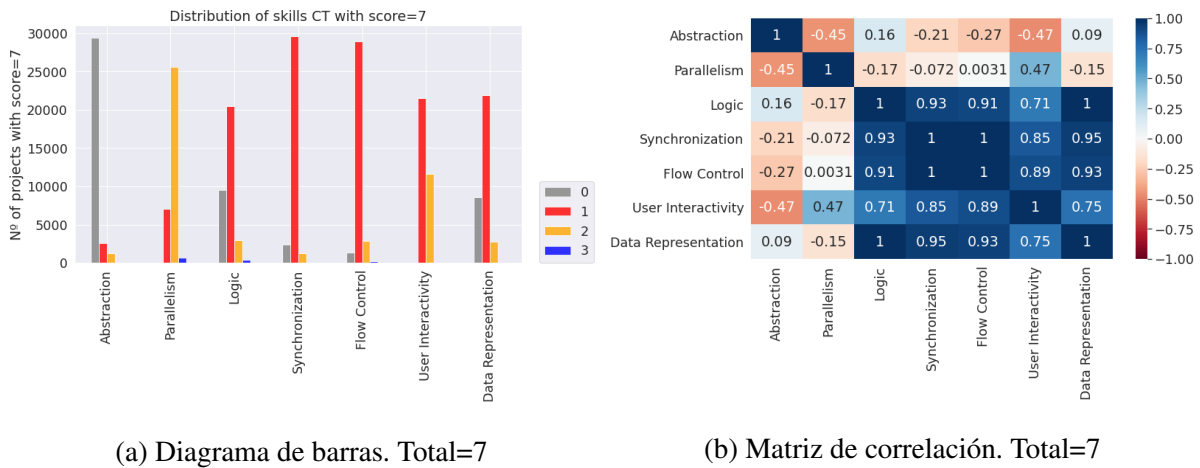 Distribution of skills CT with score=7
Nº of projects with score=7
30000
25000
20000
15000
10000
5000
0
Abstraction
Parallelism
Logic
Synchronization
Flow Control
User Interactivity
Data Representation
0
1
2
3
(a) Diagrama de barras. Total=7
Abstraction 1 -0.45 0.16 -0.21 -0.27 -0.47 0.09
Parallelism -0.45 1 -0.17 -0.072 0.0031 0.47 -0.15
Logic 0.16 -0.17 1 0.93 0.91 0.71 1
Synchronization -0.21 -0.072 0.93 1 1 0.85 0.95
Flow Control -0.27 0.0031 0.91 1 1 0.89 0.93
User Interactivity -0.47 0.47 0.71 0.85 0.89 1 0.75
Data Representation 0.09 -0.15 1 0.95 0.93 0.75 1
Abstraction
Parallelism
Logic
Synchronization
Flow Control
User Interactivity
Data Representation
1.00
0.75
0.50
0.25
0.00
−0.25
−0.50
−0.75
−1.00
(b) Matriz de correlación. Total=7